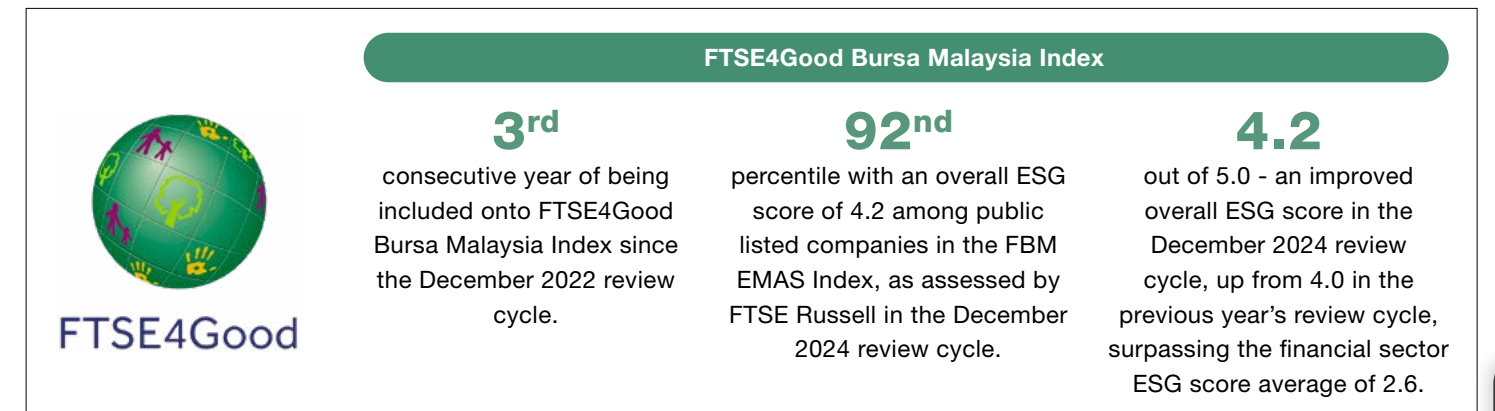 FTSE4Good Bursa Malaysia Index
FTSE4Good
3rd
consecutive year of being
included onto FTSE4Good
Bursa Malaysia Index since
the December 2022 review
cycle.
92nd
percentile with an overall ESG
score of 4.2 among public
listed companies in the FBM
EMAS Index, as assessed by
FTSE Russell in the December
2024 review cycle.
4.2
out of 5.0 - an improved
overall ESG score in the
December 2024 review
cycle, up from 4.0 in the
previous year’s review cycle,
surpassing the financial sector
ESG score average of 2.6.